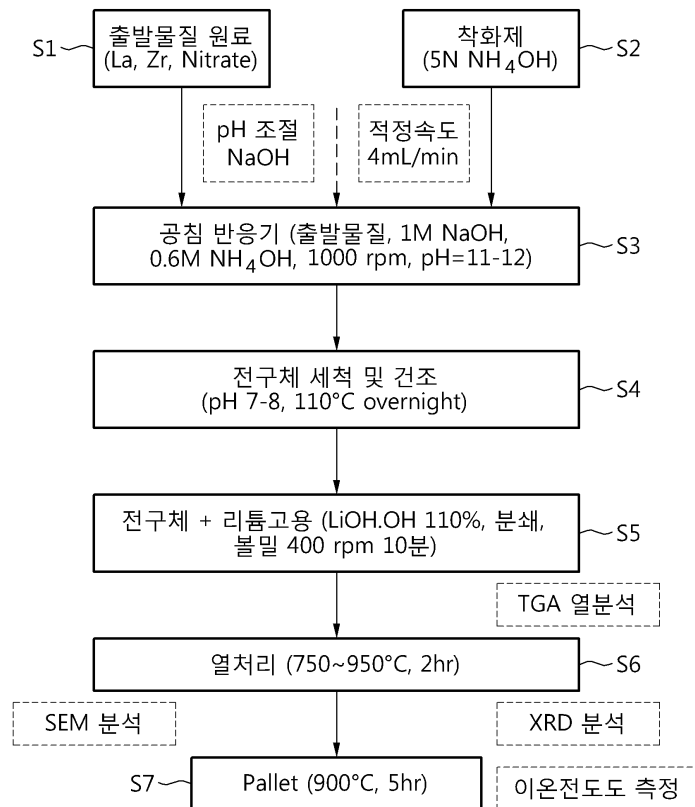 S1
출발물질 원료
(La, Zr, Nitrate)
착화제
(5N NH4OH)
S2
pH 조절
NaOH
적정속도
4mL/min
공침 반응기 (출발물질, 1M NaOH,
0.6M NH4OH, 1000 rpm, pH=11-12)
S3
전구체 세척 및 건조
(pH 7-8, 110°C overnight)
S4
전구체 + 리튬고용 (LiOH.OH 110%, 분쇄,
볼밀 400 rpm 10분)
S5
TGA 열분석
열처리 (750~950°C, 2hr)
S6
SEM 분석
XRD 분석
S7
Pallet (900°C, 5hr)
이온전도도 측정